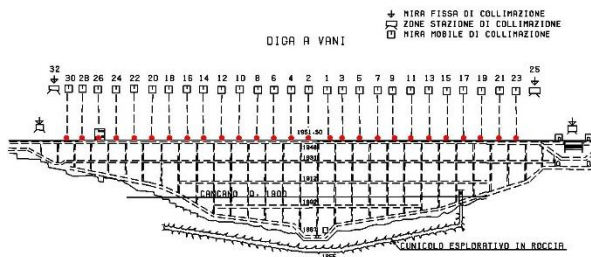 MIRA FISSA DI COLLIMAZIONE
ZONE STAZIONE DI COLLIMAZIONE
MIRA MOBILE DI COLLIMAZIONE
DIGA A VANI
32 25
30 28 26 24 22 20 18 16 14 12 10 8 6 4 2 1 3 5 7 9 11 13 15 17 19 21 23
1951.50
CANCANO Q. 1900
CUNICOLO ESPLORATIVO IN ROCCIA